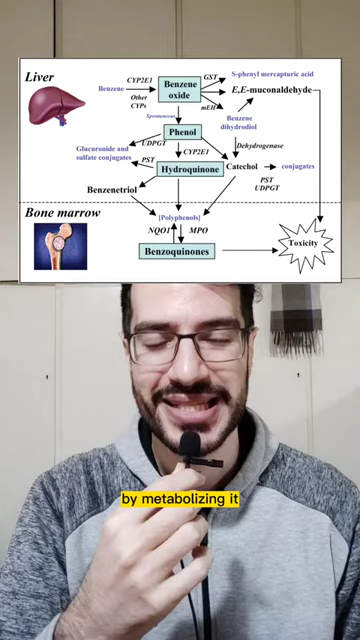 Liver
Benzene
CYP2E1
Other
CYPs
Benzene
oxide
GST
S-phenyl mercapturic acid
E,E-muconaldehyde
mEH
Benzene
dihydrodiol
Spontaneous
Phenol
UDPGT
Glucuronide and
sulfate conjugates
PST
CYP2E1
Dehydrogenase
Hydroquinone
Catechol
conjugates
PST
UDPGT
Benzenetriol
Bone marrow
[Polyphenols]
NQO1
MPO
Benzoquinones
Toxicity
by metabolizing it